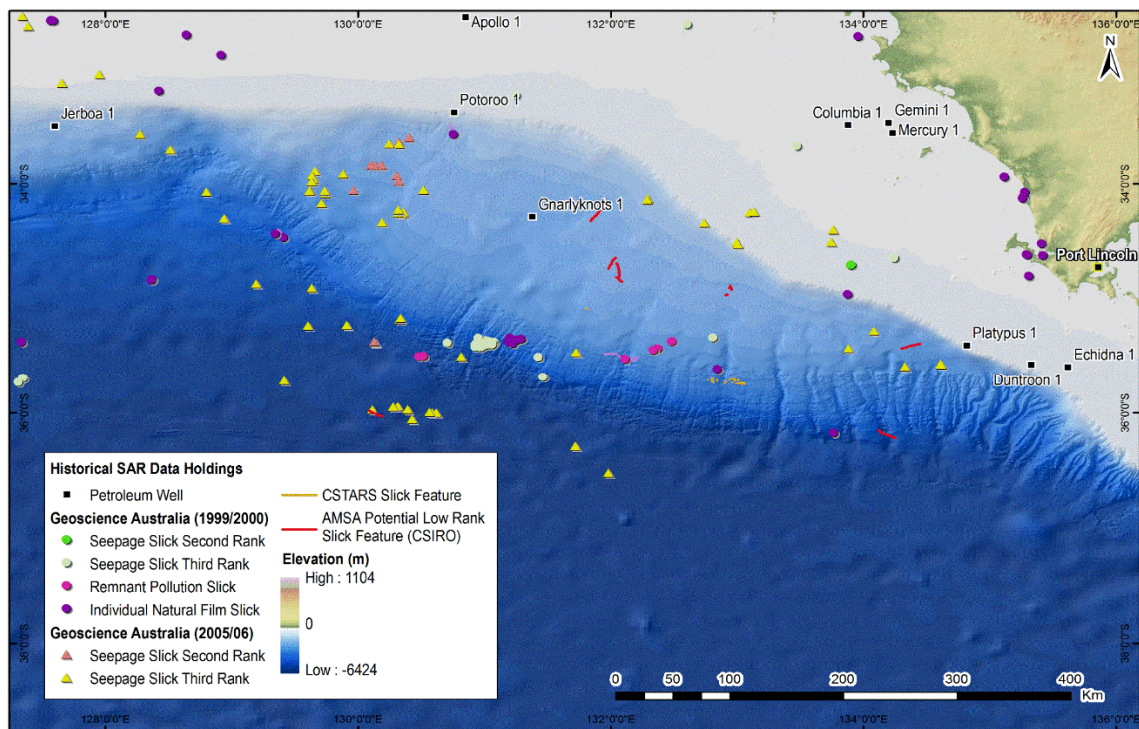 128°0'0"E
130°0'0"E
132°0'0"E
134°0'0"E
136°0'0"E
Apollo 1
N
Jerboa 1
Potoroo 1
Columbia 1
Gemini 1
Mercury 1
34°0'0"S
34°0'0"S
Gnarlyknots 1
Port Lincoln
Platypus 1
Echidna 1
Duntroon 1
36°0'0"S
36°0'0"S
Historical SAR Data Holdings
Petroleum Well
Geoscience Australia (1999/2000)
Seepage Slick Second Rank
Seepage Slick Third Rank
Remnant Pollution Slick
Individual Natural Film Slick
Geoscience Australia (2005/06)
Seepage Slick Second Rank
Seepage Slick Third Rank
CSTARS Slick Feature
AMSA Potential Low Rank
Slick Feature (CSIRO)
Elevation (m)
High : 1104
0
Low : -6424
38°0'0"S
38°0'0"S
0
50
100
200
300
400
Km
128°0'0"E
130°0'0"E
132°0'0"E
134°0'0"E
136°0'0"E